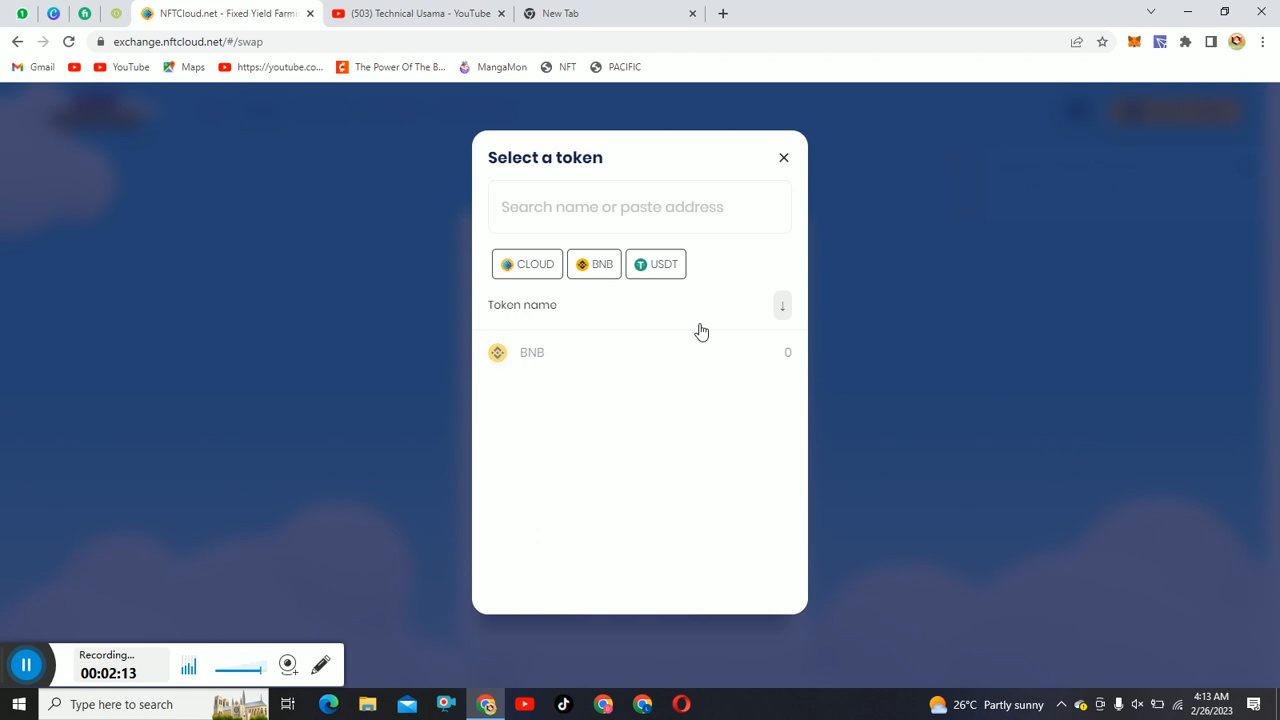 NFTCloud.net - Fixed Yield Farmi
(503) Technical Usama - YouTube
New Tab
exchange.nftcloud.net/#/swap
Gmail
YouTube
Maps
https://youtube.co...
The Power Of The B...
MangaMon
NFT
PACIFIC
Select a token
Search name or paste address
CLOUD
BNB
USDT
Token name
BNB
0
Recording...
00:02:13
Type here to search
26°C Partly sunny
4:13 AM
2/26/2023